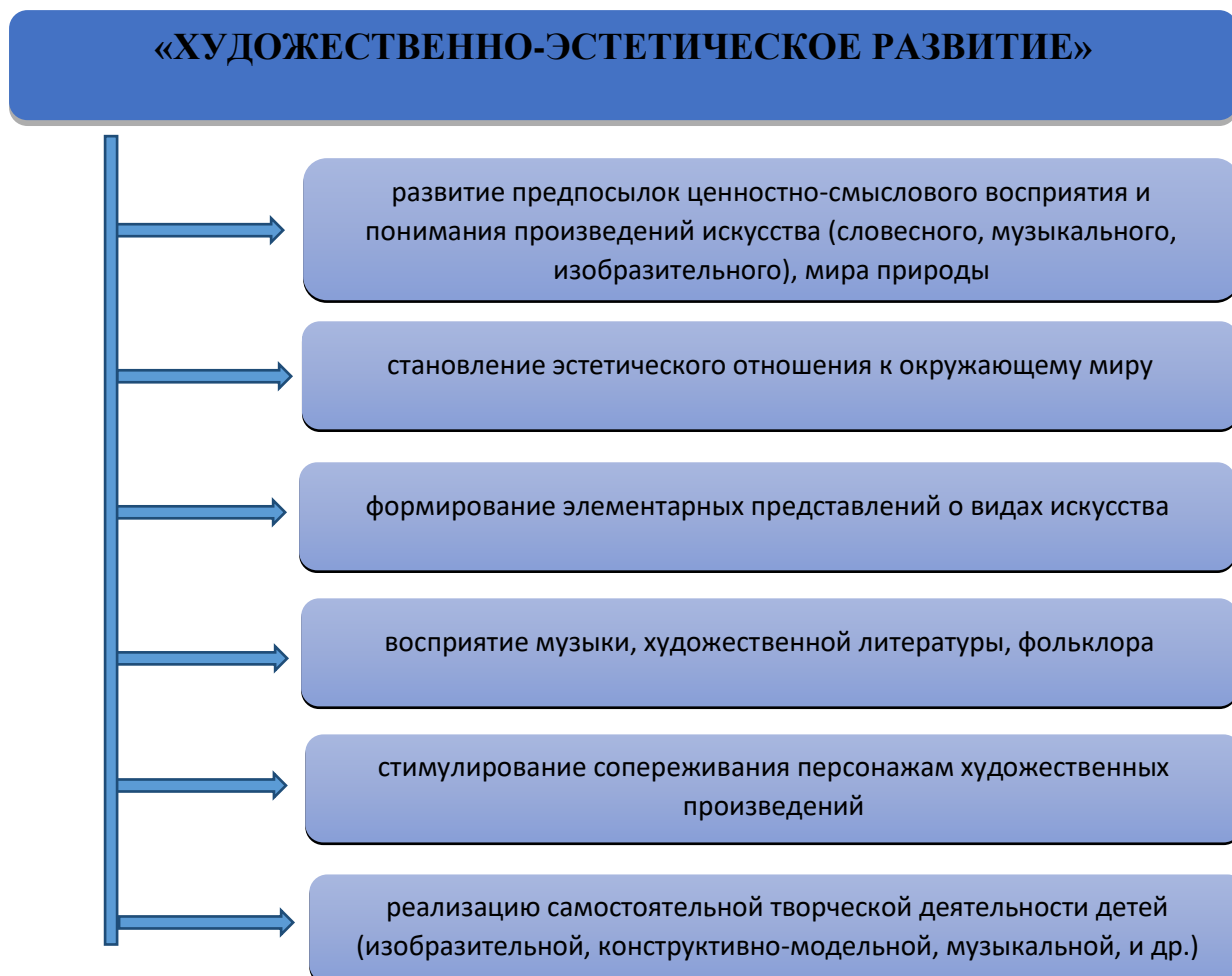 «ХУДОЖЕСТВЕННО-ЭСТЕТИЧЕСКОЕ РАЗВИТИЕ»
развитие предпосылок ценностно-смыслового восприятия и
понимания произведений искусства (словесного, музыкального,
изобразительного), мира природы
становление эстетического отношения к окружающему миру
формирование элементарных представлений о видах искусства
восприятие музыки, художественной литературы, фольклора
стимулирование сопереживания персонажам художественных
произведений
реализацию самостоятельной творческой деятельности детей
(изобразительной, конструктивно-модельной, музыкальной, и др.)